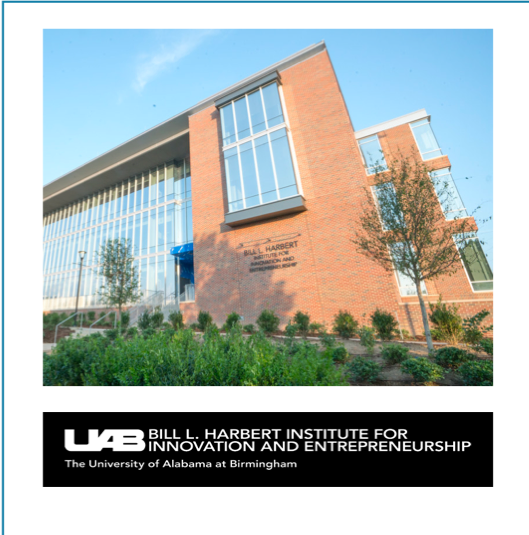 BILL L. HARBERT
INSTITUTE FOR
INNOVATION AND
ENTREPRENEURSHIP
UAB BILL L. HARBERT INSTITUTE FOR
INNOVATION AND ENTREPRENEURSHIP
The University of Alabama at Birmingham